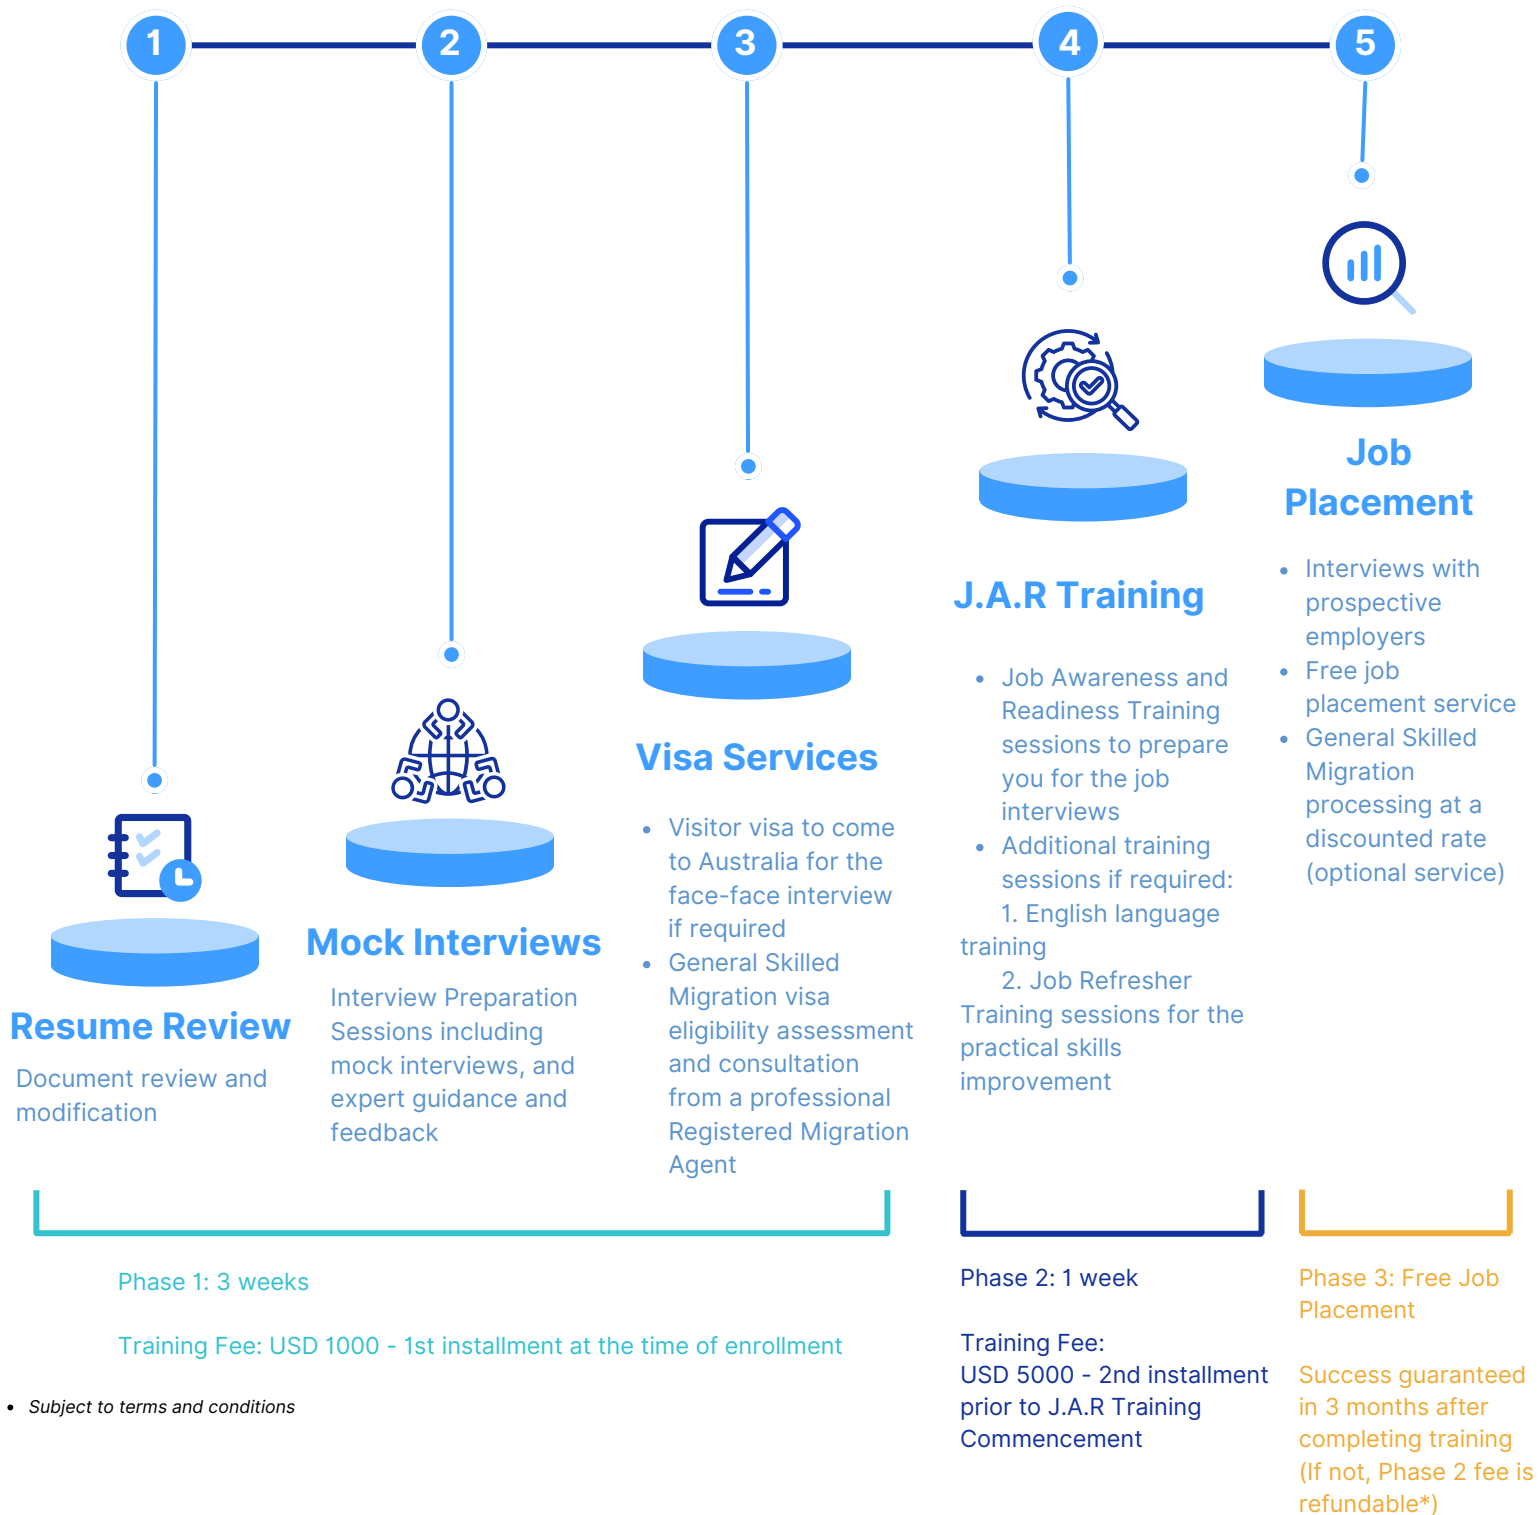 1
2
3
4
5
Resume Review
Document review and
modification
Mock Interviews
Interview Preparation
Sessions including
mock interviews, and
expert guidance and
feedback
Visa Services
• Visitor visa to come
to Australia for the
face-face interview
if required
• General Skilled
Migration visa
eligibility assessment
and consultation
from a professional
Registered Migration
Agent
J.A.R Training
• Job Awareness and
Readiness Training
sessions to prepare
you for the job
interviews
• Additional training
sessions if required:
1. English language
training
2. Job Refresher
Training sessions for the
practical skills
improvement
Job
Placement
• Interviews with
prospective
employers
• Free job
placement service
• General Skilled
Migration
processing at a
discounted rate
(optional service)
Phase 1: 3 weeks
Training Fee: USD 1000 - 1st installment at the time of enrollment
• Subject to terms and conditions
Phase 2: 1 week
Training Fee:
USD 5000 - 2nd installment
prior to J.A.R Training
Commencement
Phase 3: Free Job
Placement
Success guaranteed
in 3 months after
completing training
(If not, Phase 2 fee is
refundable*)